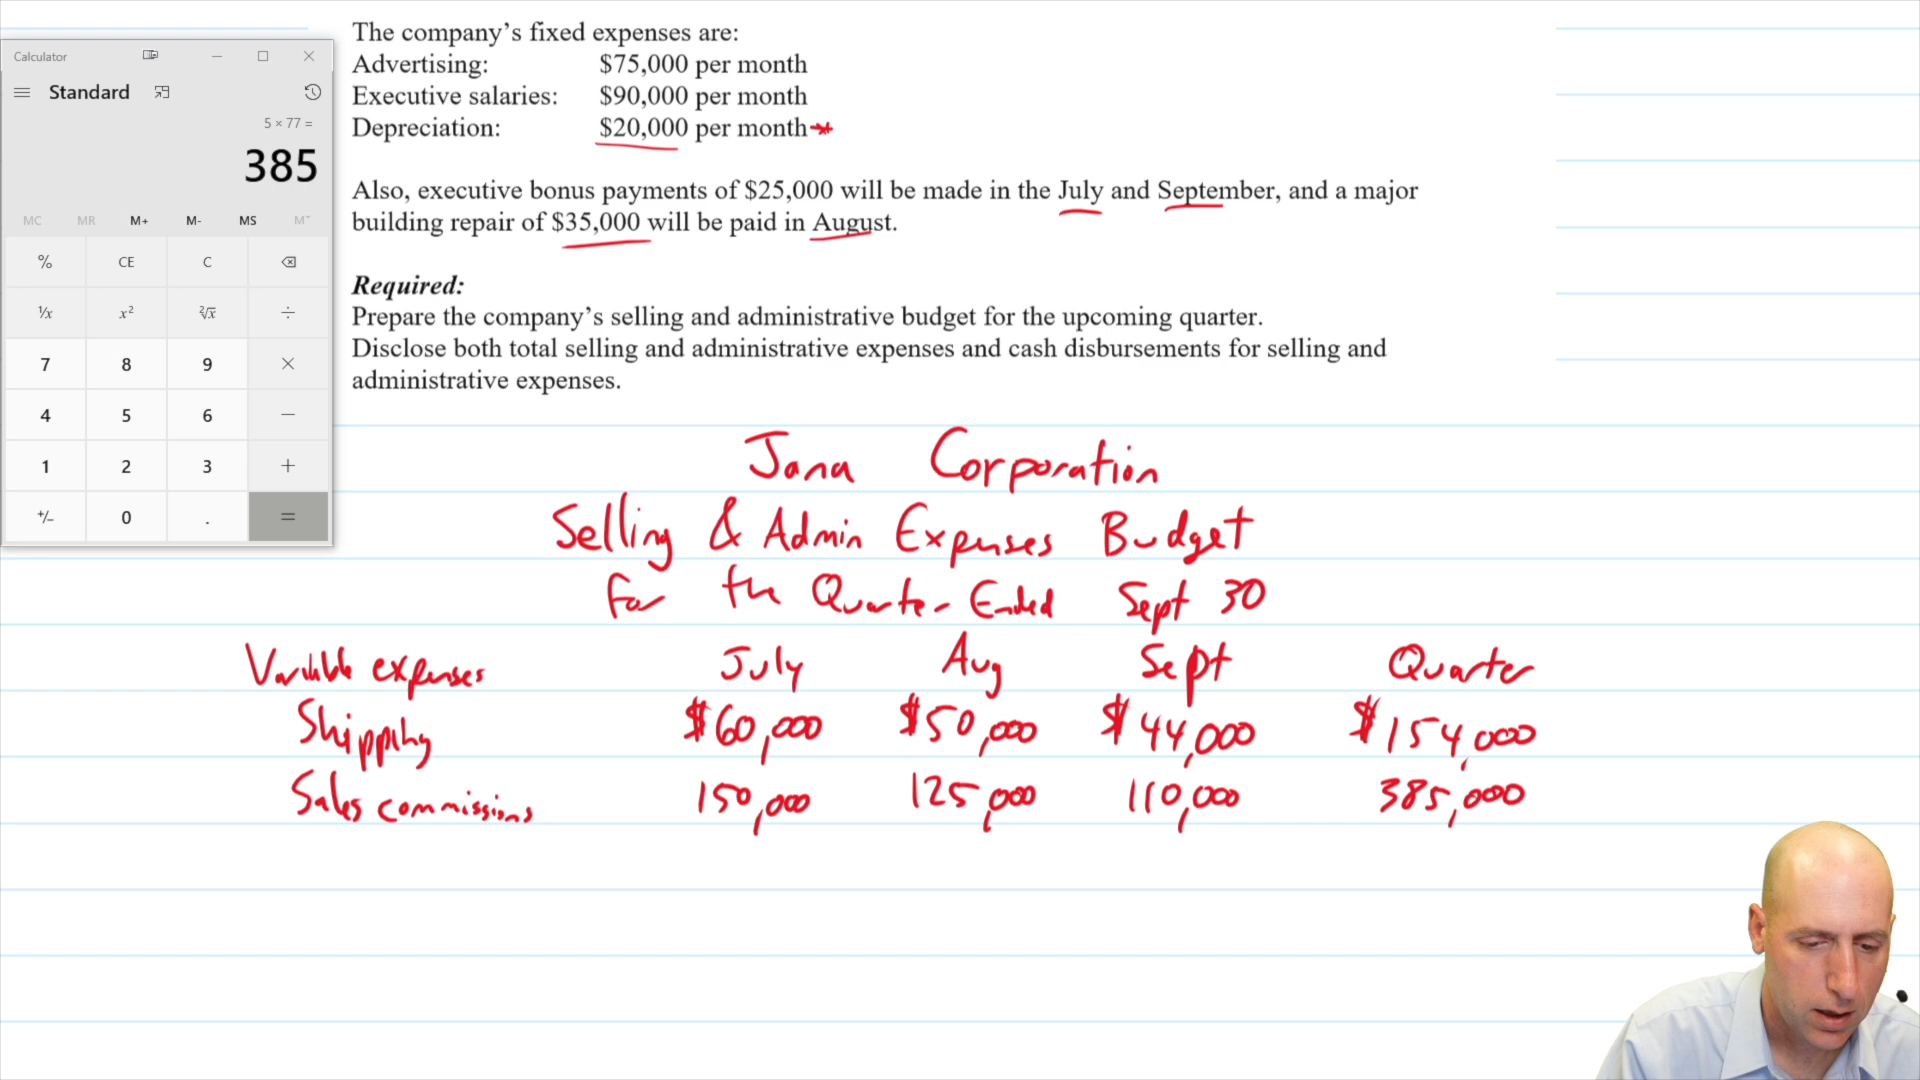 The company’s fixed expenses are:
Advertising: $75,000 per month
Executive salaries: $90,000 per month
Depreciation: $20,000 per month*
Also, executive bonus payments of $25,000 will be made in the July and September, and a major
building repair of $35,000 will be paid in August.
Required:
Prepare the company’s selling and administrative budget for the upcoming quarter.
Disclose both total selling and administrative expenses and cash disbursements for selling and
administrative expenses.
Calculator
Standard
5 × 77 =
385
MC MR M+ M- MS M˅
% CE C
¹/x x² ²√x ÷
7 8 9 ×
4 5 6 −
1 2 3 +
+/− 0 . =
Jana Corporation
Selling & Admin Expenses Budget
for the Quarter Ended Sept 30
Variable expenses July Aug Sept Quarter
Shipping $60,000 $50,000 $44,000 $154,000
Sales commissions 150,000 125,000 110,000 385,000